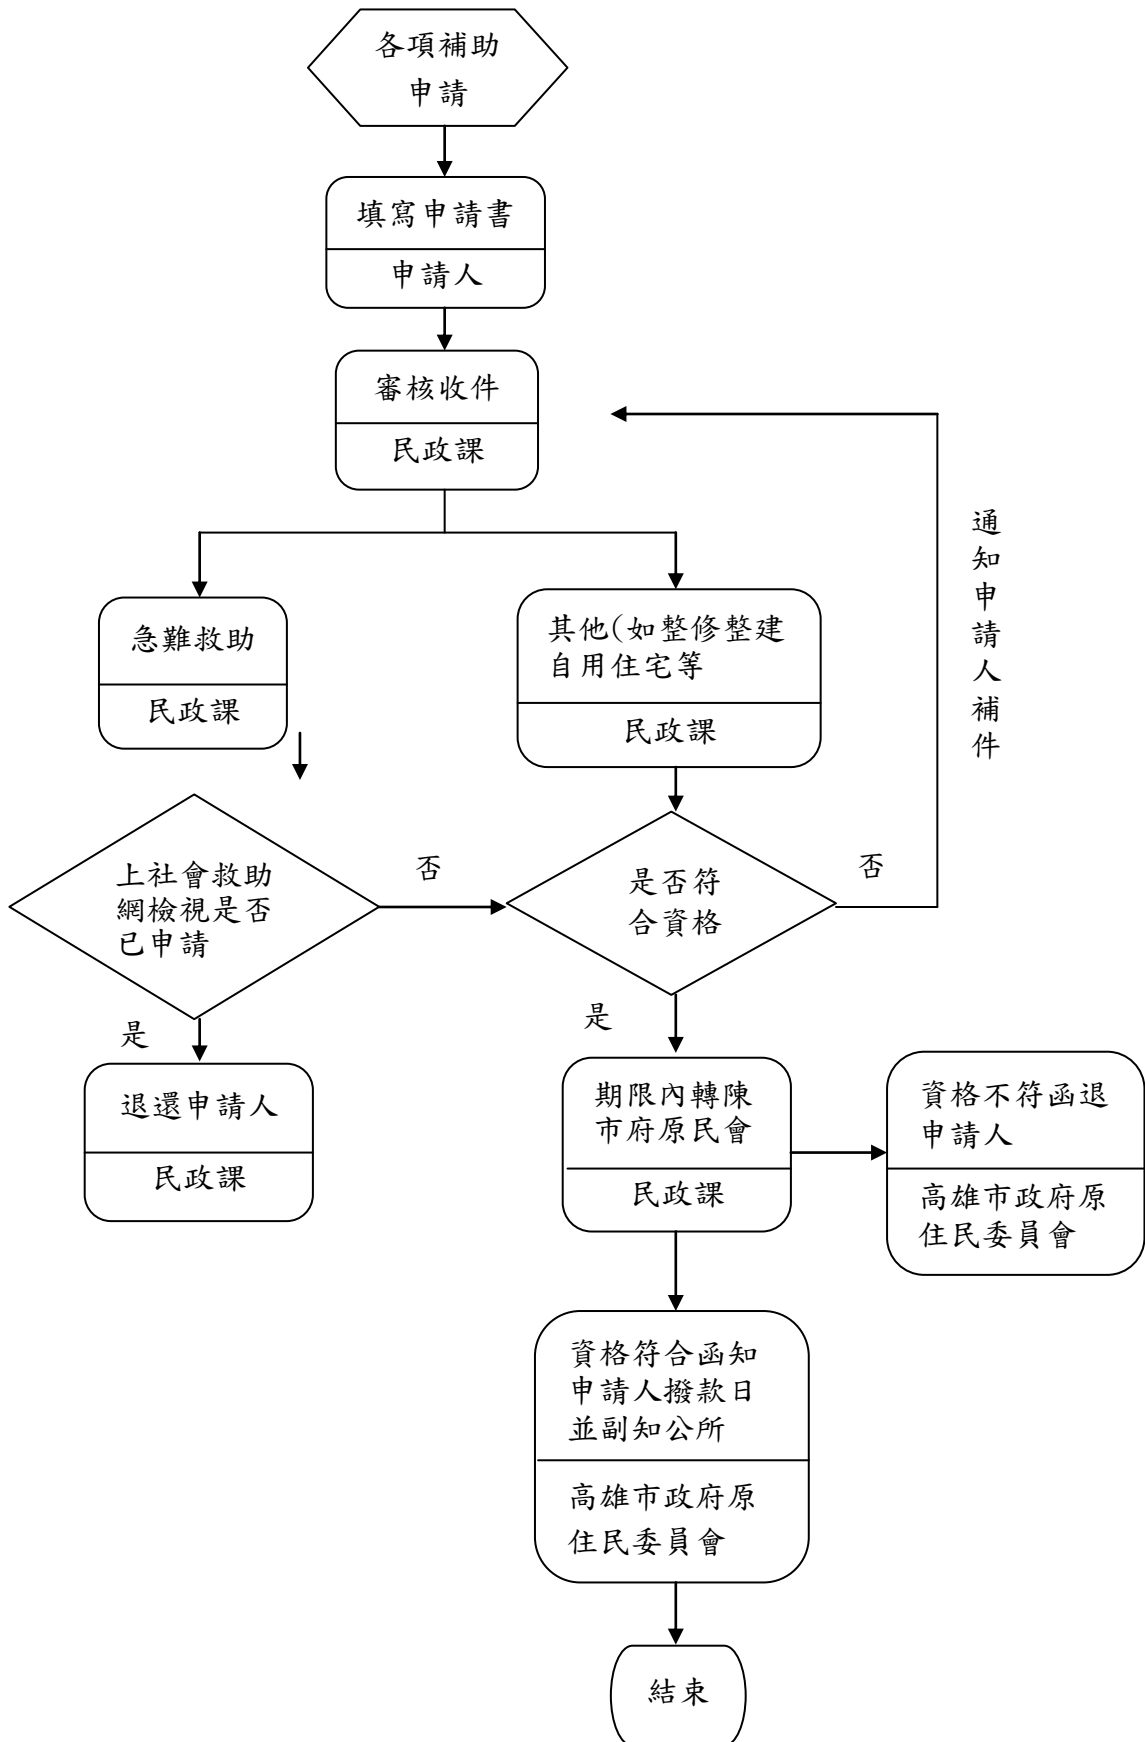 各項補助
申請
填寫申請書
申請人
審核收件
民政課
通知申請人補件
急難救助
民政課
其他(如整修整建
自用住宅等
民政課
上社會救助
網檢視是否
已申請
否
是否符
合資格
否
是
是
退還申請人
民政課
期限內轉陳
市府原民會
民政課
資格不符函退
申請人
高雄市政府原
住民委員會
資格符合函知
申請人撥款日
並副知公所
高雄市政府原
住民委員會
結束